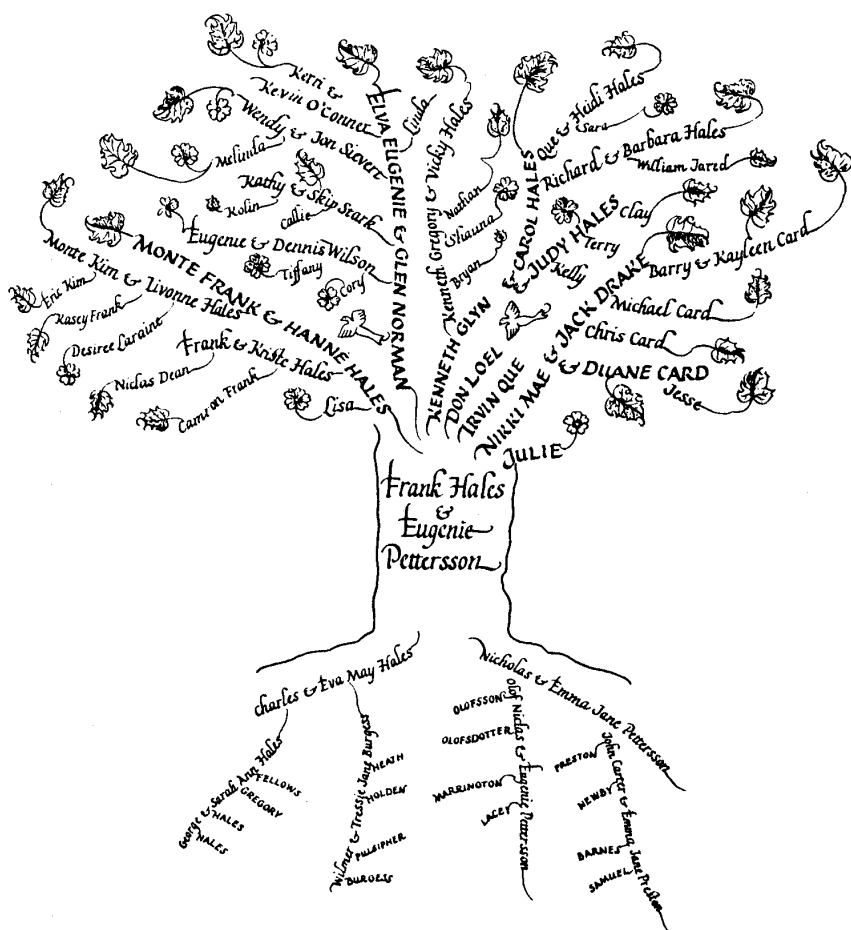 Kerri &
Kevin O'Conner
Wendy & Jon Sievert
Melinda
Kathy & Skip Stark
Kolin
Callie
Eugenie & Dennis Wilson
Tiffany
Cory
ELVA EUGENIE & GLEN NORMAN
Linda
MONTE FRANK & HANNE HALES
Monte Kim & Livonne Hales
Eric Kim
Kasey Frank
Desiree Laraine
Frank & Kriste Hales
Niclas Dean
Camron Frank
Lisa
Kenneth Gregory & Vicky Hales
Nathan
Shauna
Bryan
KENNETH GLYN & CAROL HALES
Que & Heidi Hales
Sara
Richard & Barbara Hales
William Jared
DON LOEL & JUDY HALES
Clay
Terry
Kelly
IRVIN QUE
NIKKI MAE & JACK DRAKE
& DUANE CARD
Barry & Kayleen Card
Michael Card
Chris Card
Jesse
JULIE
Frank Hales
&
Eugenie
Pettersson
Charles & Eva May Hales
George & Sarah Ann Hales
FELLOWS
GREGORY
HALES
HALES
Wilmer & Tressie Jane Burgess
HEATH
HOLDEN
PULSIPHER
BURGESS
Nicholas & Emma Jane Pettersson
Olof Niclas & Eugenie Pettersson
OLOFSSON
OLOFSDOTTER
WARRINGTON
LACEY
John Carter & Emma Jane Preston
PRESTON
NEWBY
BARNES
SAMUEL